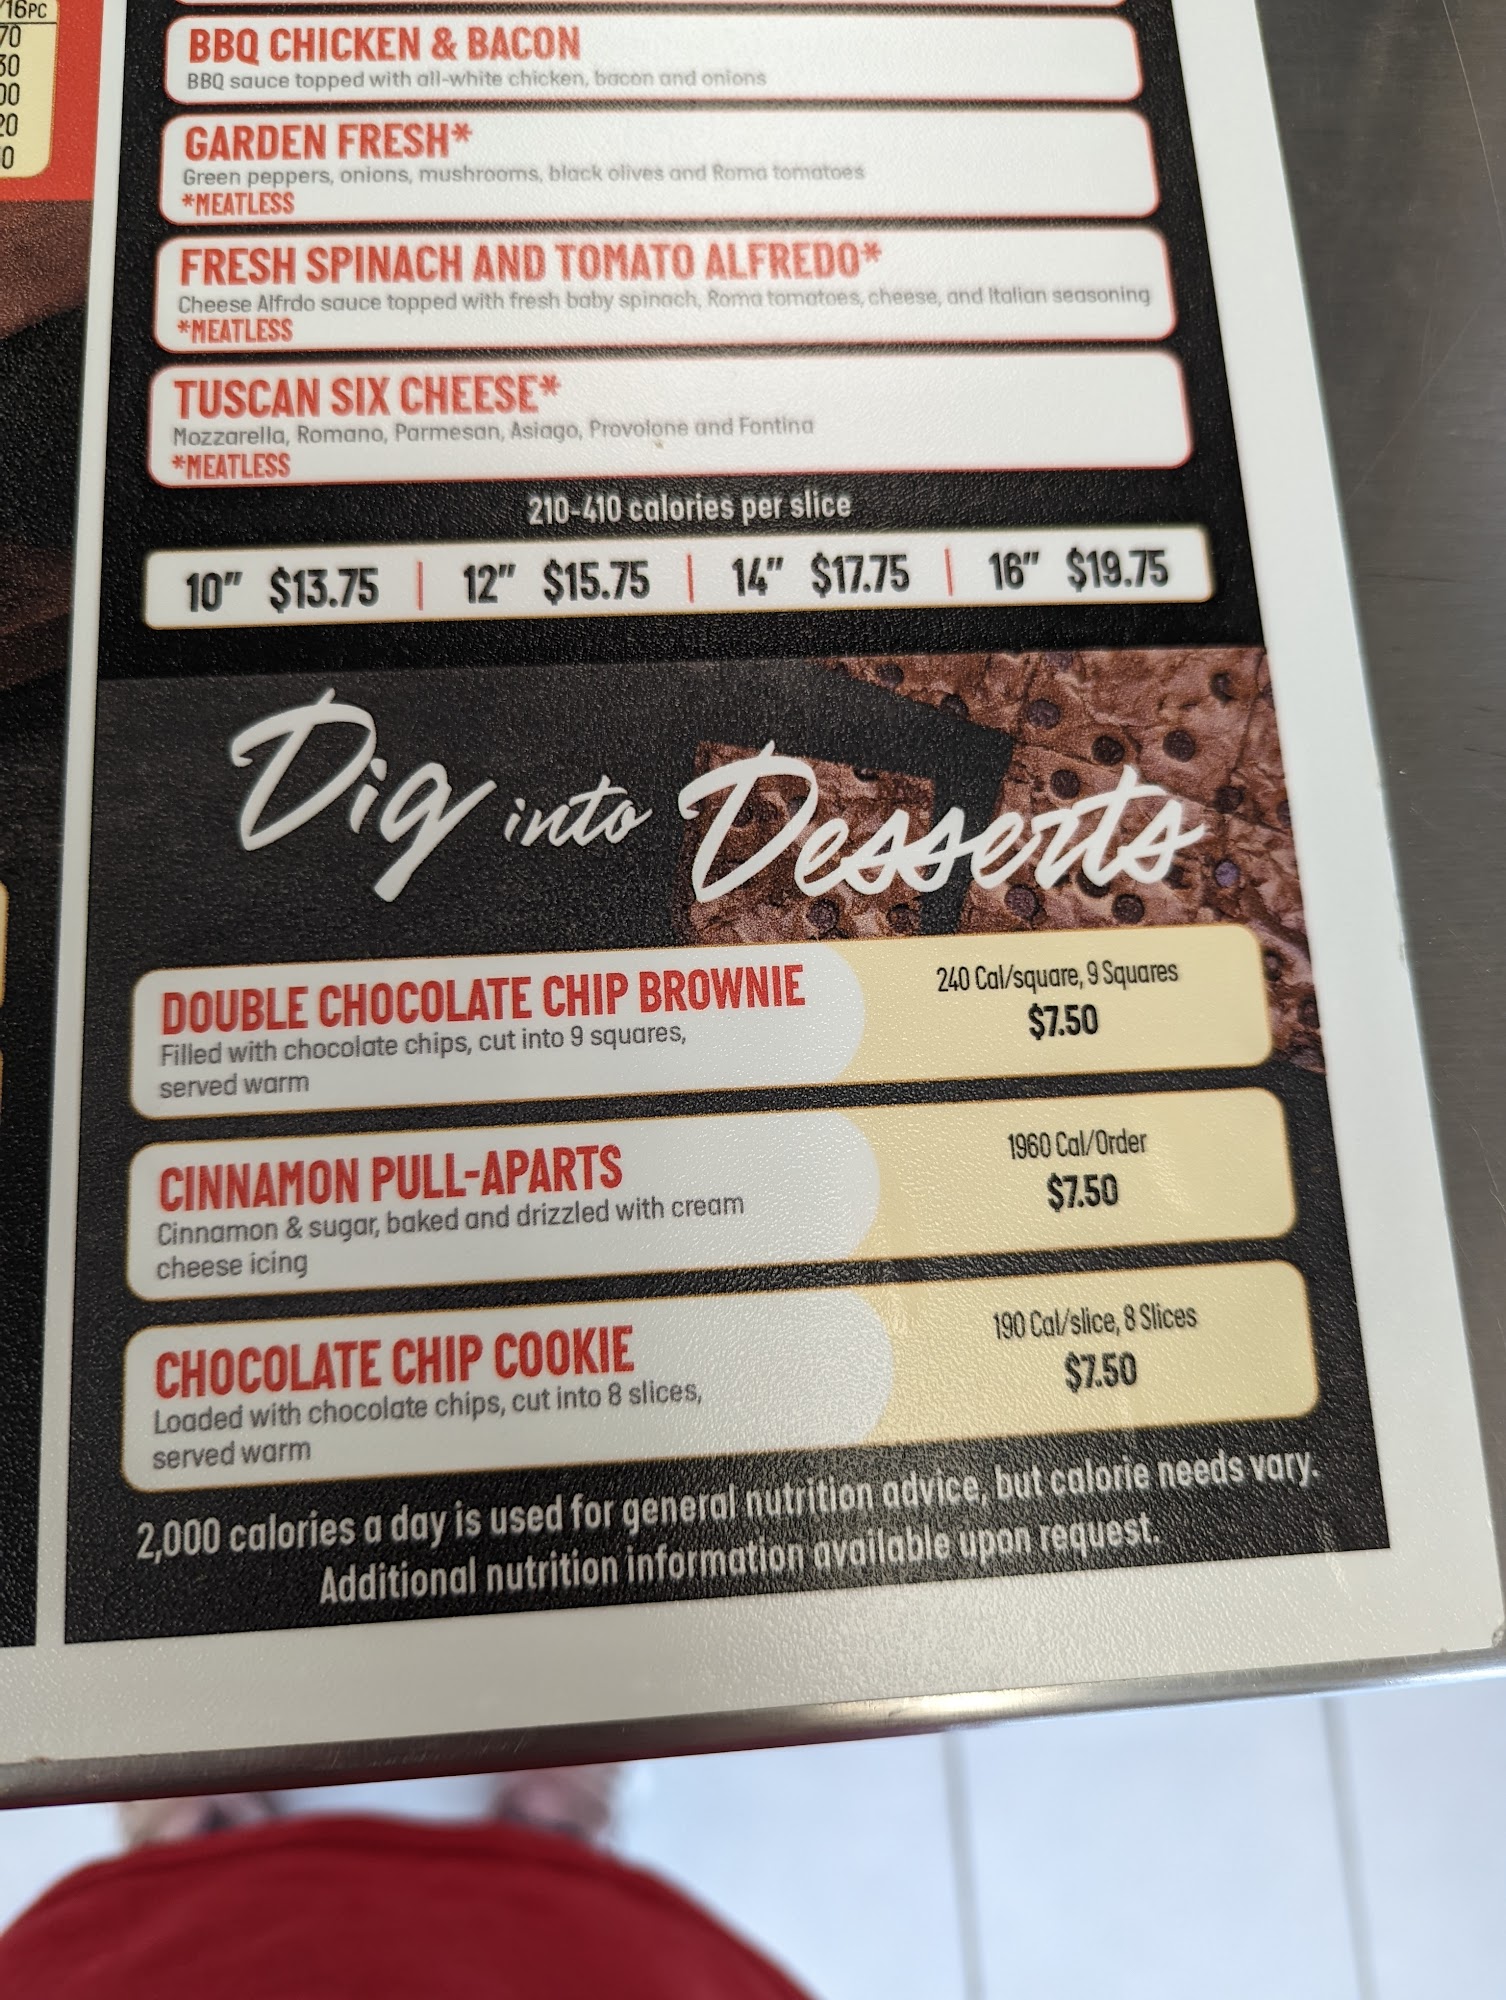 /16PC
70
30
00
20
0
BBQ CHICKEN & BACON
BBQ sauce topped with all-white chicken, bacon and onions
GARDEN FRESH*
Green peppers, onions, mushrooms, black olives and Roma tomatoes
*MEATLESS
FRESH SPINACH AND TOMATO ALFREDO*
Cheese Alfrdo sauce topped with fresh baby spinach, Roma tomatoes, cheese, and Italian seasoning
*MEATLESS
TUSCAN SIX CHEESE*
Mozzarella, Romano, Parmesan, Asiago, Provolone and Fontina
*MEATLESS
210-410 calories per slice
10" $13.75 | 12" $15.75 | 14" $17.75 | 16" $19.75
Dig into Desserts
DOUBLE CHOCOLATE CHIP BROWNIE
Filled with chocolate chips, cut into 9 squares,
served warm
240 Cal/square, 9 Squares
$7.50
CINNAMON PULL-APARTS
Cinnamon & sugar, baked and drizzled with cream
cheese icing
1960 Cal/Order
$7.50
CHOCOLATE CHIP COOKIE
Loaded with chocolate chips, cut into 8 slices,
served warm
190 Cal/slice, 8 Slices
$7.50
2,000 calories a day is used for general nutrition advice, but calorie needs vary.
Additional nutrition information available upon request.